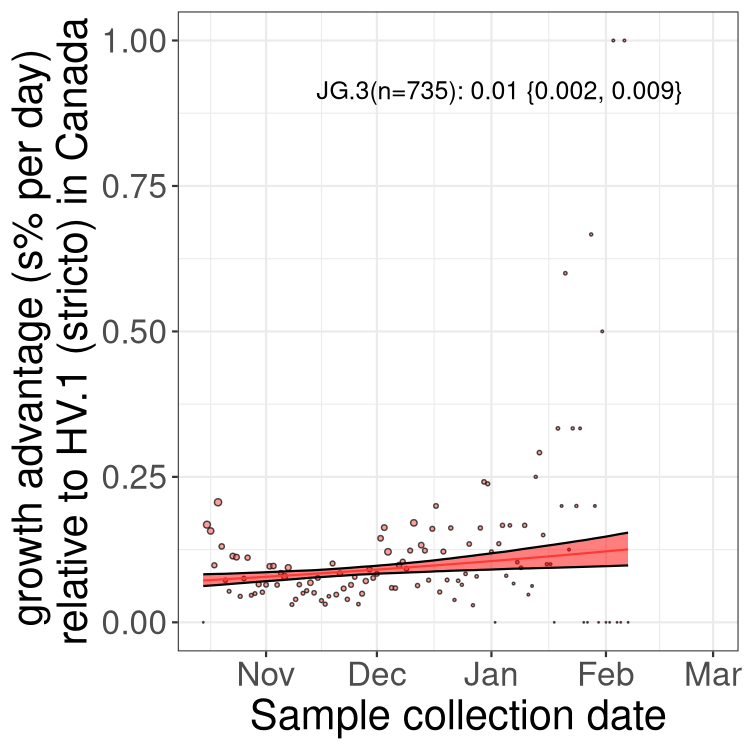 growth advantage (s% per day)
relative to HV.1 (stricto) in Canada
1.00
0.75
0.50
0.25
0.00
JG.3(n=735): 0.01 {0.002, 0.009}
Nov Dec Jan Feb Mar
Sample collection date